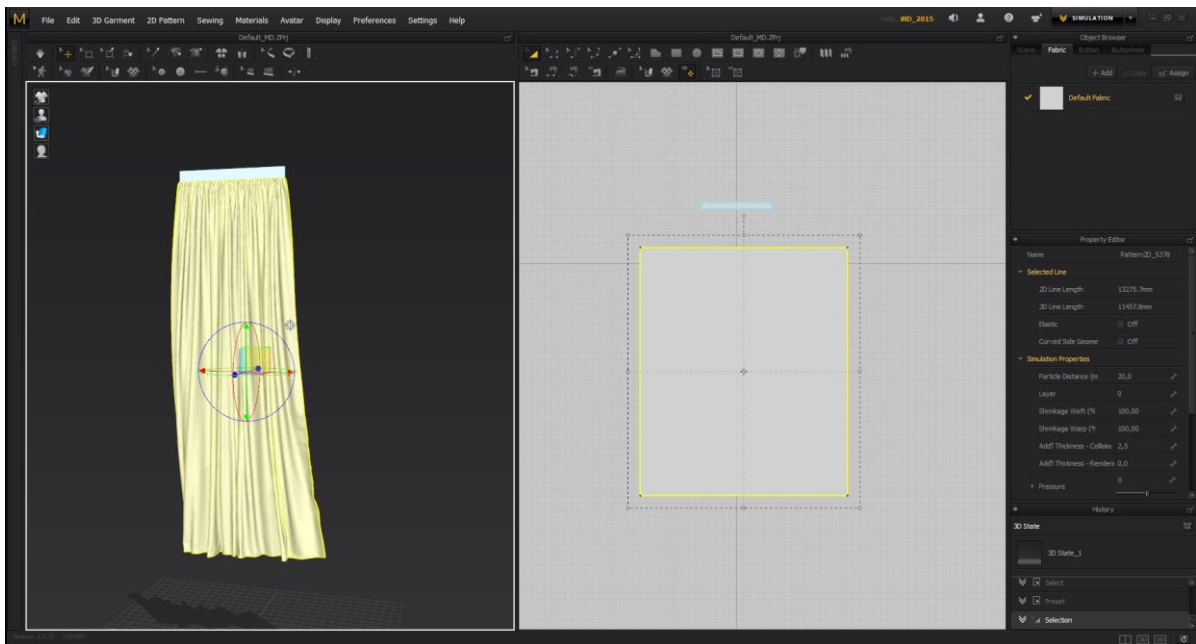 M File Edit 3D Garment 2D Pattern Sewing Materials Avatar Display Preferences Settings Help
IRD_2015 SIMULATION
Default_MD.ZPrj
Default_MD.ZPrj
Object Browser
Scene Fabric Button Buttonhole
+ Add Copy Assign
Default Fabric
Property Editor
Name Pattern2D_5378
Selected Line
2D Line Length 13275.7mm
3D Line Length 11457.8mm
Elastic Off
Curved Side Geomer Off
Simulation Properties
Particle Distance (m 20,0
Layer 0
Shrinkage Weft (% 100,00
Shrinkage Warp (% 100,00
Add'l Thickness - Collisio 2,5
Add'l Thickness - Renderi 0,0
Pressure 0
History
3D State
3D State_1
Select
Preset
Selection